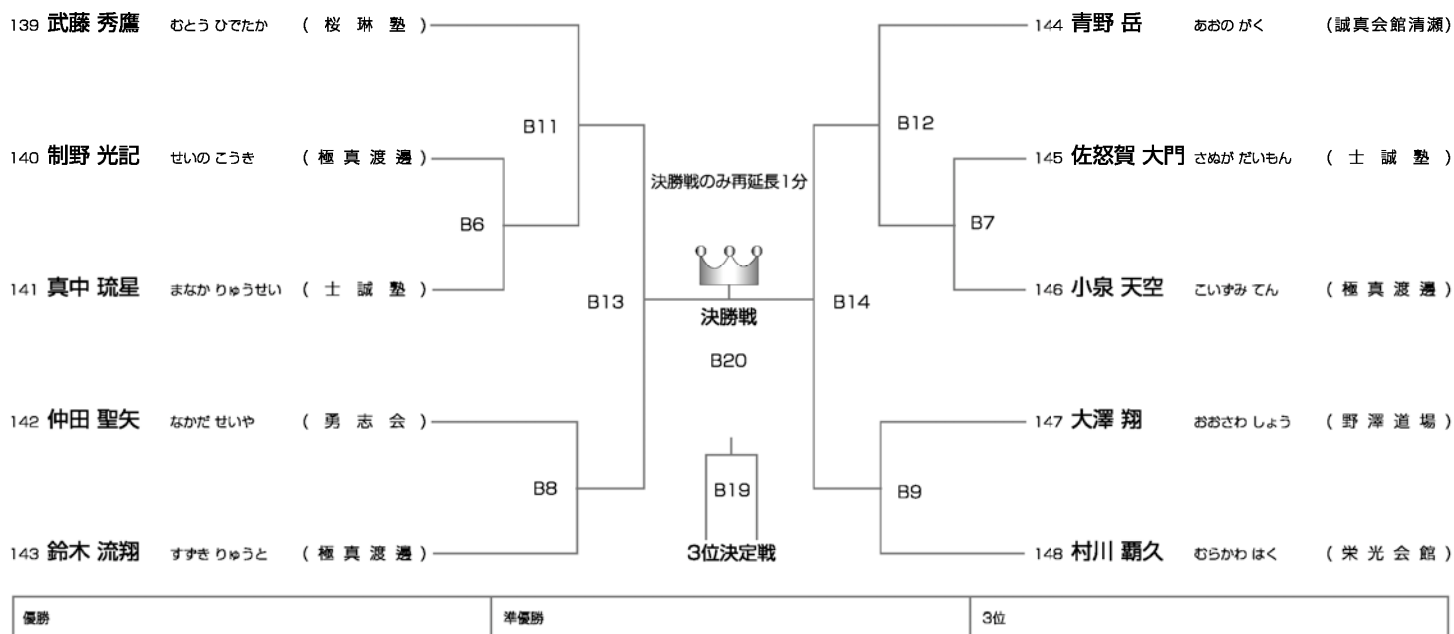 139 武藤 秀鷹 むとう ひでたか ( 桜 琳 塾 )
144 青野 岳 あおの がく (誠真会館清瀬)
B11
B12
140 制野 光記 せいの こうき ( 極 真 渡 邊 )
145 佐怒賀 大門 さぬが だいもん ( 士 誠 塾 )
決勝戦のみ再延長1分
B6
B7
141 真中 琉星 まなか りゅうせい ( 士 誠 塾 )
146 小泉 天空 こいずみ てん ( 極 真 渡 邊 )
B13
B14
決勝戦
B20
142 仲田 聖矢 なかだ せいや ( 勇 志 会 )
147 大澤 翔 おおさわ しょう ( 野 澤 道 場 )
B8
B19
B9
143 鈴木 流翔 すずき りゅうと ( 極 真 渡 邊 )
3位決定戦
148 村川 覇久 むらかわ はく ( 栄 光 会 館 )
優勝
準優勝
3位